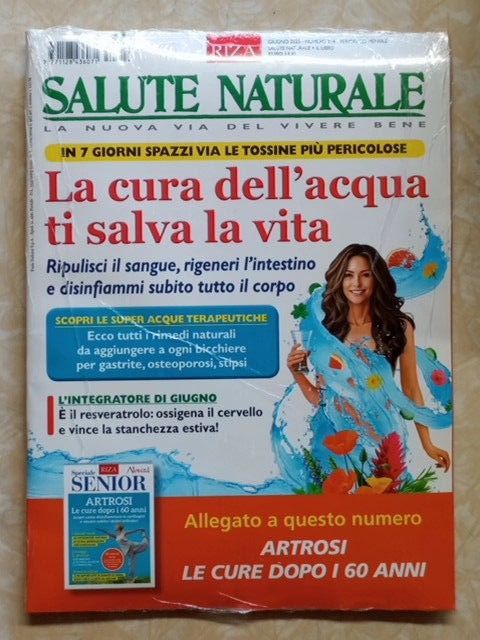 RIZA
SALUTE NATURALE
LA NUOVA VIA DEL VIVERE BENE
IN 7 GIORNI SPAZZI VIA LE TOSSINE PIÙ PERICOLOSE
La cura dell'acqua
ti salva la vita
Ripulisci il sangue, rigeneri l'intestino
e disinfiammi subito tutto il corpo
SCOPRI LE SUPER ACQUE TERAPEUTICHE
Ecco tutti i rimedi naturali
da aggiungere a ogni bicchiere
per gastrite, osteoporosi, stipsi
L'INTEGRATORE DI GIUGNO
È il resveratrolo: ossigena il cervello
e vince la stanchezza estiva!
Speciale RIZA Novità
SENIOR
ARTROSI
Le cure dopo i 60 anni
Allegato a questo numero
ARTROSI
LE CURE DOPO I 60 ANNI